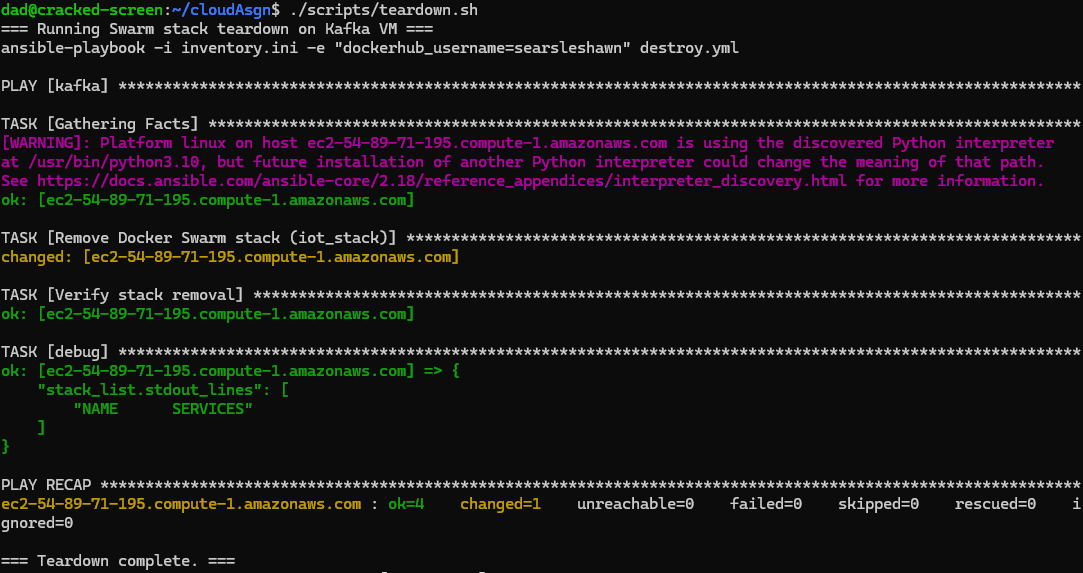 dad@cracked-screen:~/cloudAsgn$ ./scripts/teardown.sh
=== Running Swarm stack teardown on Kafka VM ===
ansible-playbook -i inventory.ini -e "dockerhub_username=searsleshawn" destroy.yml
PLAY [kafka] ***********************************************************************************************************
TASK [Gathering Facts] *************************************************************************************************
[WARNING]: Platform linux on host ec2-54-89-71-195.compute-1.amazonaws.com is using the discovered Python interpreter
at /usr/bin/python3.10, but future installation of another Python interpreter could change the meaning of that path.
See https://docs.ansible.com/ansible-core/2.18/reference_appendices/interpreter_discovery.html for more information.
ok: [ec2-54-89-71-195.compute-1.amazonaws.com]
TASK [Remove Docker Swarm stack (iot_stack)] ***************************************************************************
changed: [ec2-54-89-71-195.compute-1.amazonaws.com]
TASK [Verify stack removal] ********************************************************************************************
ok: [ec2-54-89-71-195.compute-1.amazonaws.com]
TASK [debug] ***********************************************************************************************************
ok: [ec2-54-89-71-195.compute-1.amazonaws.com] => {
    "stack_list.stdout_lines": [
        "NAME      SERVICES"
    ]
}
PLAY RECAP *************************************************************************************************************
ec2-54-89-71-195.compute-1.amazonaws.com : ok=4    changed=1    unreachable=0    failed=0    skipped=0    rescued=0    i
gnored=0
=== Teardown complete. ===